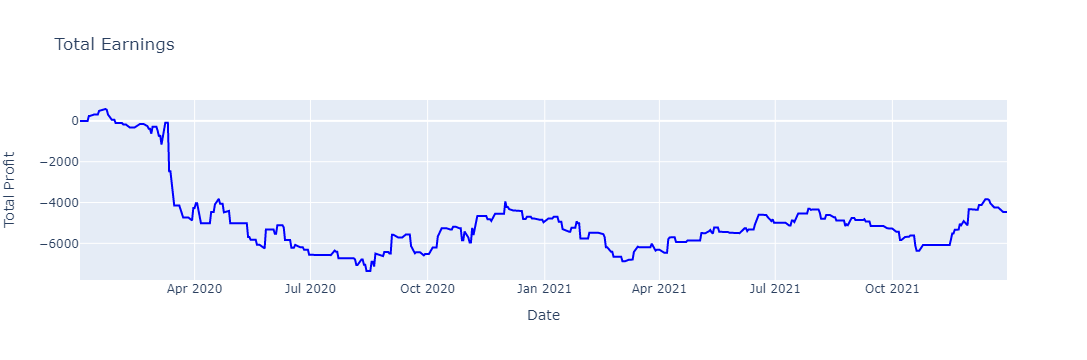 Total Earnings
Total Profit
0
−2000
−4000
−6000
Apr 2020
Jul 2020
Oct 2020
Jan 2021
Apr 2021
Jul 2021
Oct 2021
Date